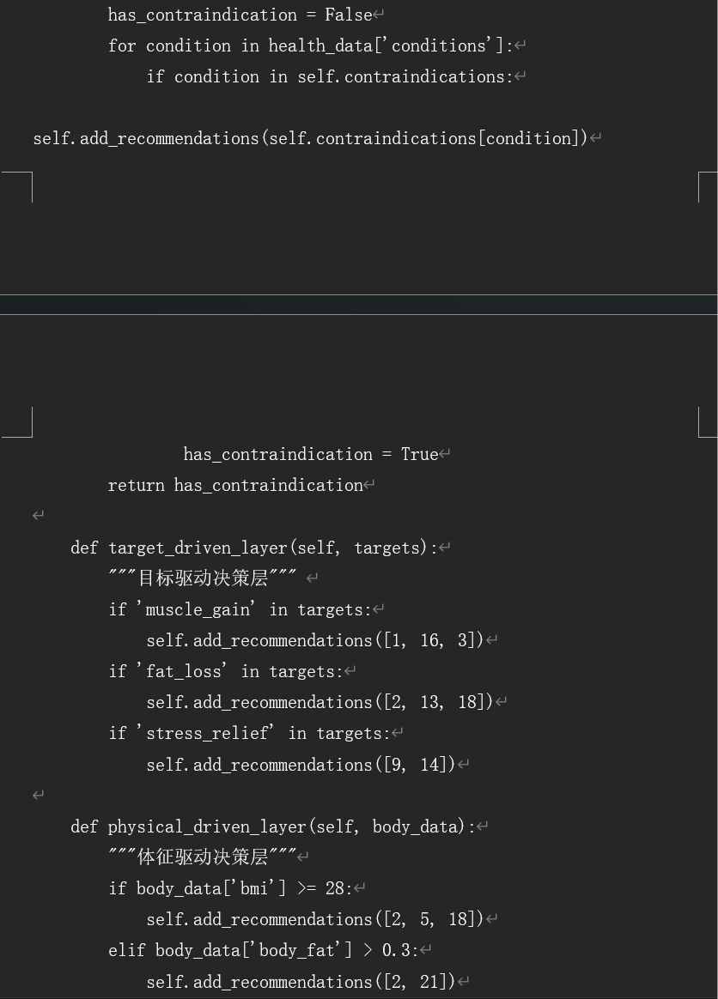 has_contraindication = False
for condition in health_data['conditions']:
if condition in self.contraindications:
self.add_recommendations(self.contraindications[condition])
has_contraindication = True
return has_contraindication
def target_driven_layer(self, targets):
"""目标驱动决策层"""
if 'muscle_gain' in targets:
self.add_recommendations([1, 16, 3])
if 'fat_loss' in targets:
self.add_recommendations([2, 13, 18])
if 'stress_relief' in targets:
self.add_recommendations([9, 14])
def physical_driven_layer(self, body_data):
"""体征驱动决策层"""
if body_data['bmi'] >= 28:
self.add_recommendations([2, 5, 18])
elif body_data['body_fat'] > 0.3:
self.add_recommendations([2, 21])